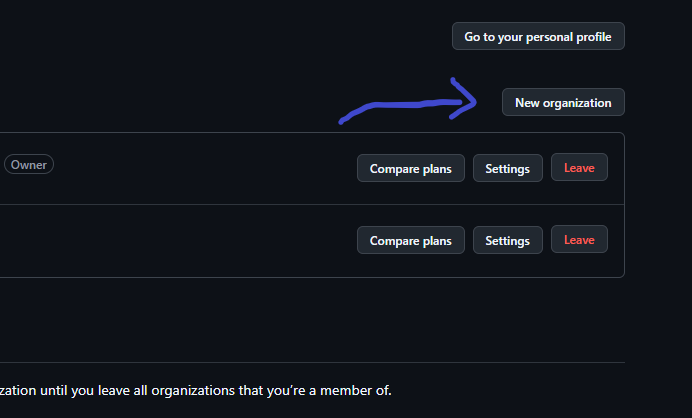 Go to your personal profile
New organization
Owner
Compare plans Settings Leave
Compare plans Settings Leave
zation until you leave all organizations that you're a member of.